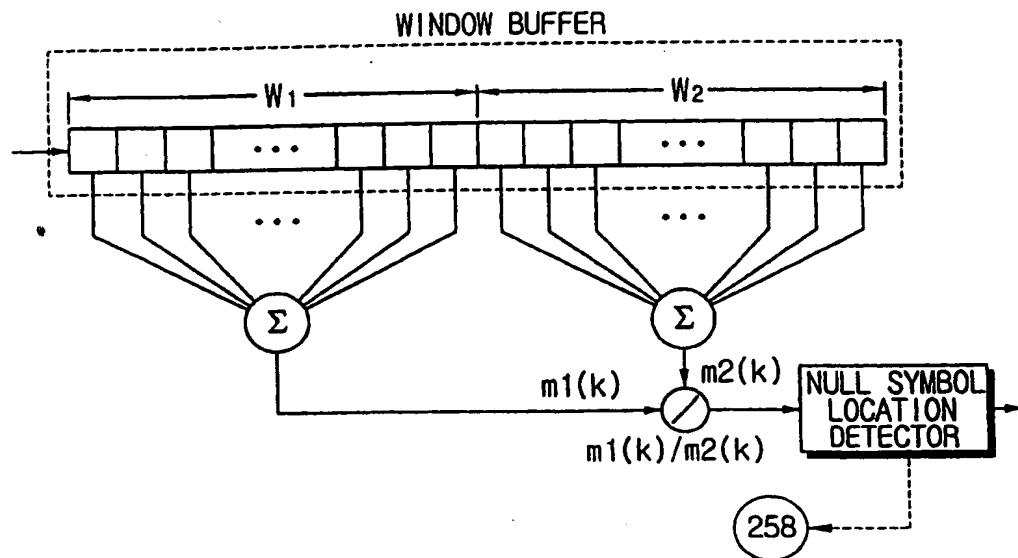 WINDOW BUFFER
W1 W2
... ...
... ...
Σ Σ
m1(k) m2(k)
m1(k)/m2(k)
NULL SYMBOL
LOCATION
DETECTOR
258